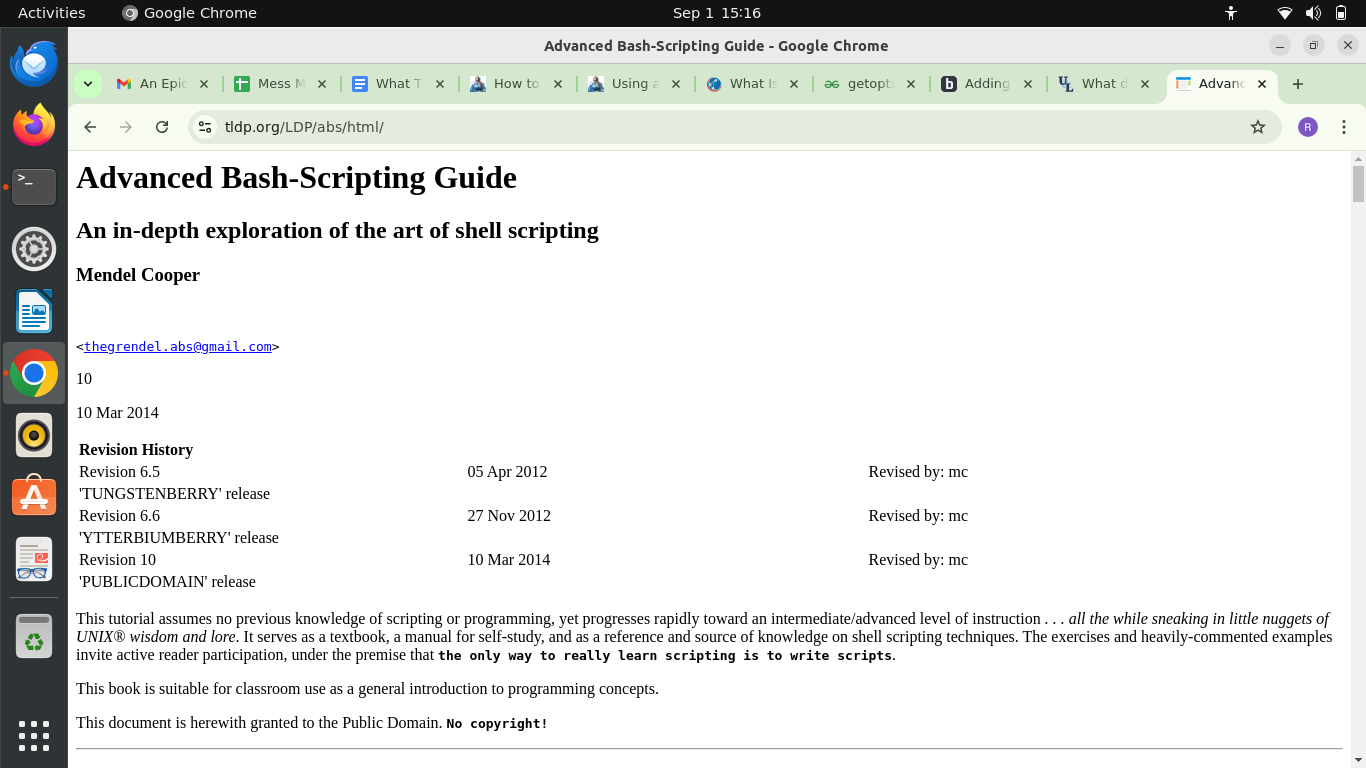 Activities
Google Chrome
Sep 1 15:16
Advanced Bash-Scripting Guide - Google Chrome
An Epic
Mess M
What T
How to
Using a
What Is
getopts
Adding
What d
Advanc
tldp.org/LDP/abs/html/
R
Advanced Bash-Scripting Guide
An in-depth exploration of the art of shell scripting
Mendel Cooper
<thegrendel.abs@gmail.com>
10
10 Mar 2014
Revision History
Revision 6.5 05 Apr 2012 Revised by: mc
'TUNGSTENBERRY' release
Revision 6.6 27 Nov 2012 Revised by: mc
'YTTERBIUMBERRY' release
Revision 10 10 Mar 2014 Revised by: mc
'PUBLICDOMAIN' release
This tutorial assumes no previous knowledge of scripting or programming, yet progresses rapidly toward an intermediate/advanced level of instruction . . . all the while sneaking in little nuggets of
UNIX® wisdom and lore. It serves as a textbook, a manual for self-study, and as a reference and source of knowledge on shell scripting techniques. The exercises and heavily-commented examples
invite active reader participation, under the premise that the only way to really learn scripting is to write scripts.
This book is suitable for classroom use as a general introduction to programming concepts.
This document is herewith granted to the Public Domain. No copyright!